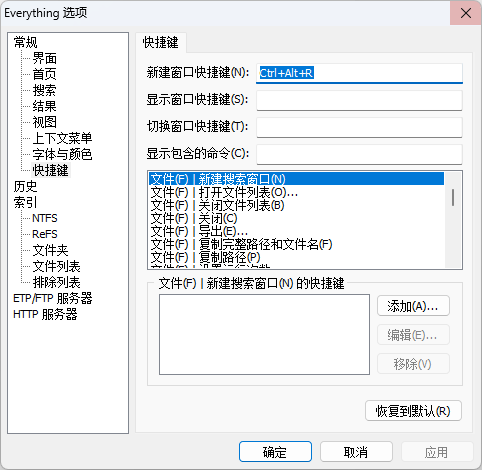 Everything 选项
常规
界面
首页
搜索
结果
视图
上下文菜单
字体与颜色
快捷键
历史
索引
NTFS
ReFS
文件夹
文件列表
排除列表
ETP/FTP 服务器
HTTP 服务器
快捷键
新建窗口快捷键(N):
Ctrl+Alt+R
显示窗口快捷键(S):
切换窗口快捷键(T):
显示包含的命令(C):
文件(F) | 新建搜索窗口(N)
文件(F) | 打开文件列表(O)...
文件(F) | 关闭文件列表(B)
文件(F) | 关闭(C)
文件(F) | 导出(E)...
文件(F) | 复制完整路径和文件名(F)
文件(F) | 复制路径(P)
文件(F) | 设置运行次数
文件(F) | 新建搜索窗口(N) 的快捷键
添加(A)...
编辑(E)...
移除(V)
恢复到默认(R)
确定
取消
应用